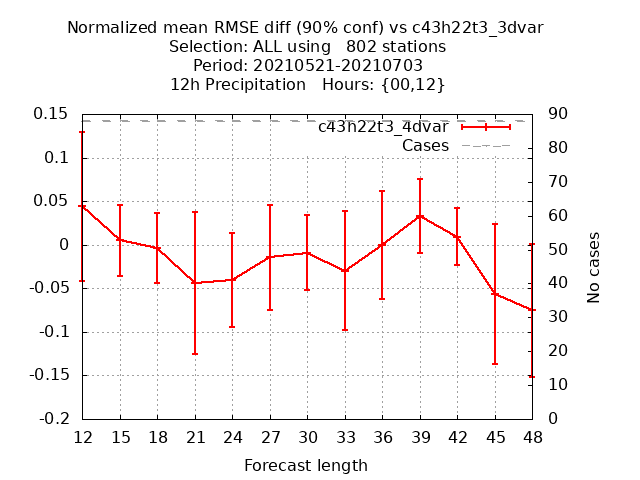 Normalized mean RMSE diff (90% conf) vs c43h22t3_3dvar
Selection: ALL using   802 stations
Period: 20210521-20210703
12h Precipitation   Hours: {00,12}
c43h22t3_4dvar
Cases
0.15
0.1
0.05
0
-0.05
-0.1
-0.15
-0.2
90
80
70
60
50
40
30
20
10
0
No cases
12 15 18 21 24 27 30 33 36 39 42 45 48
Forecast length